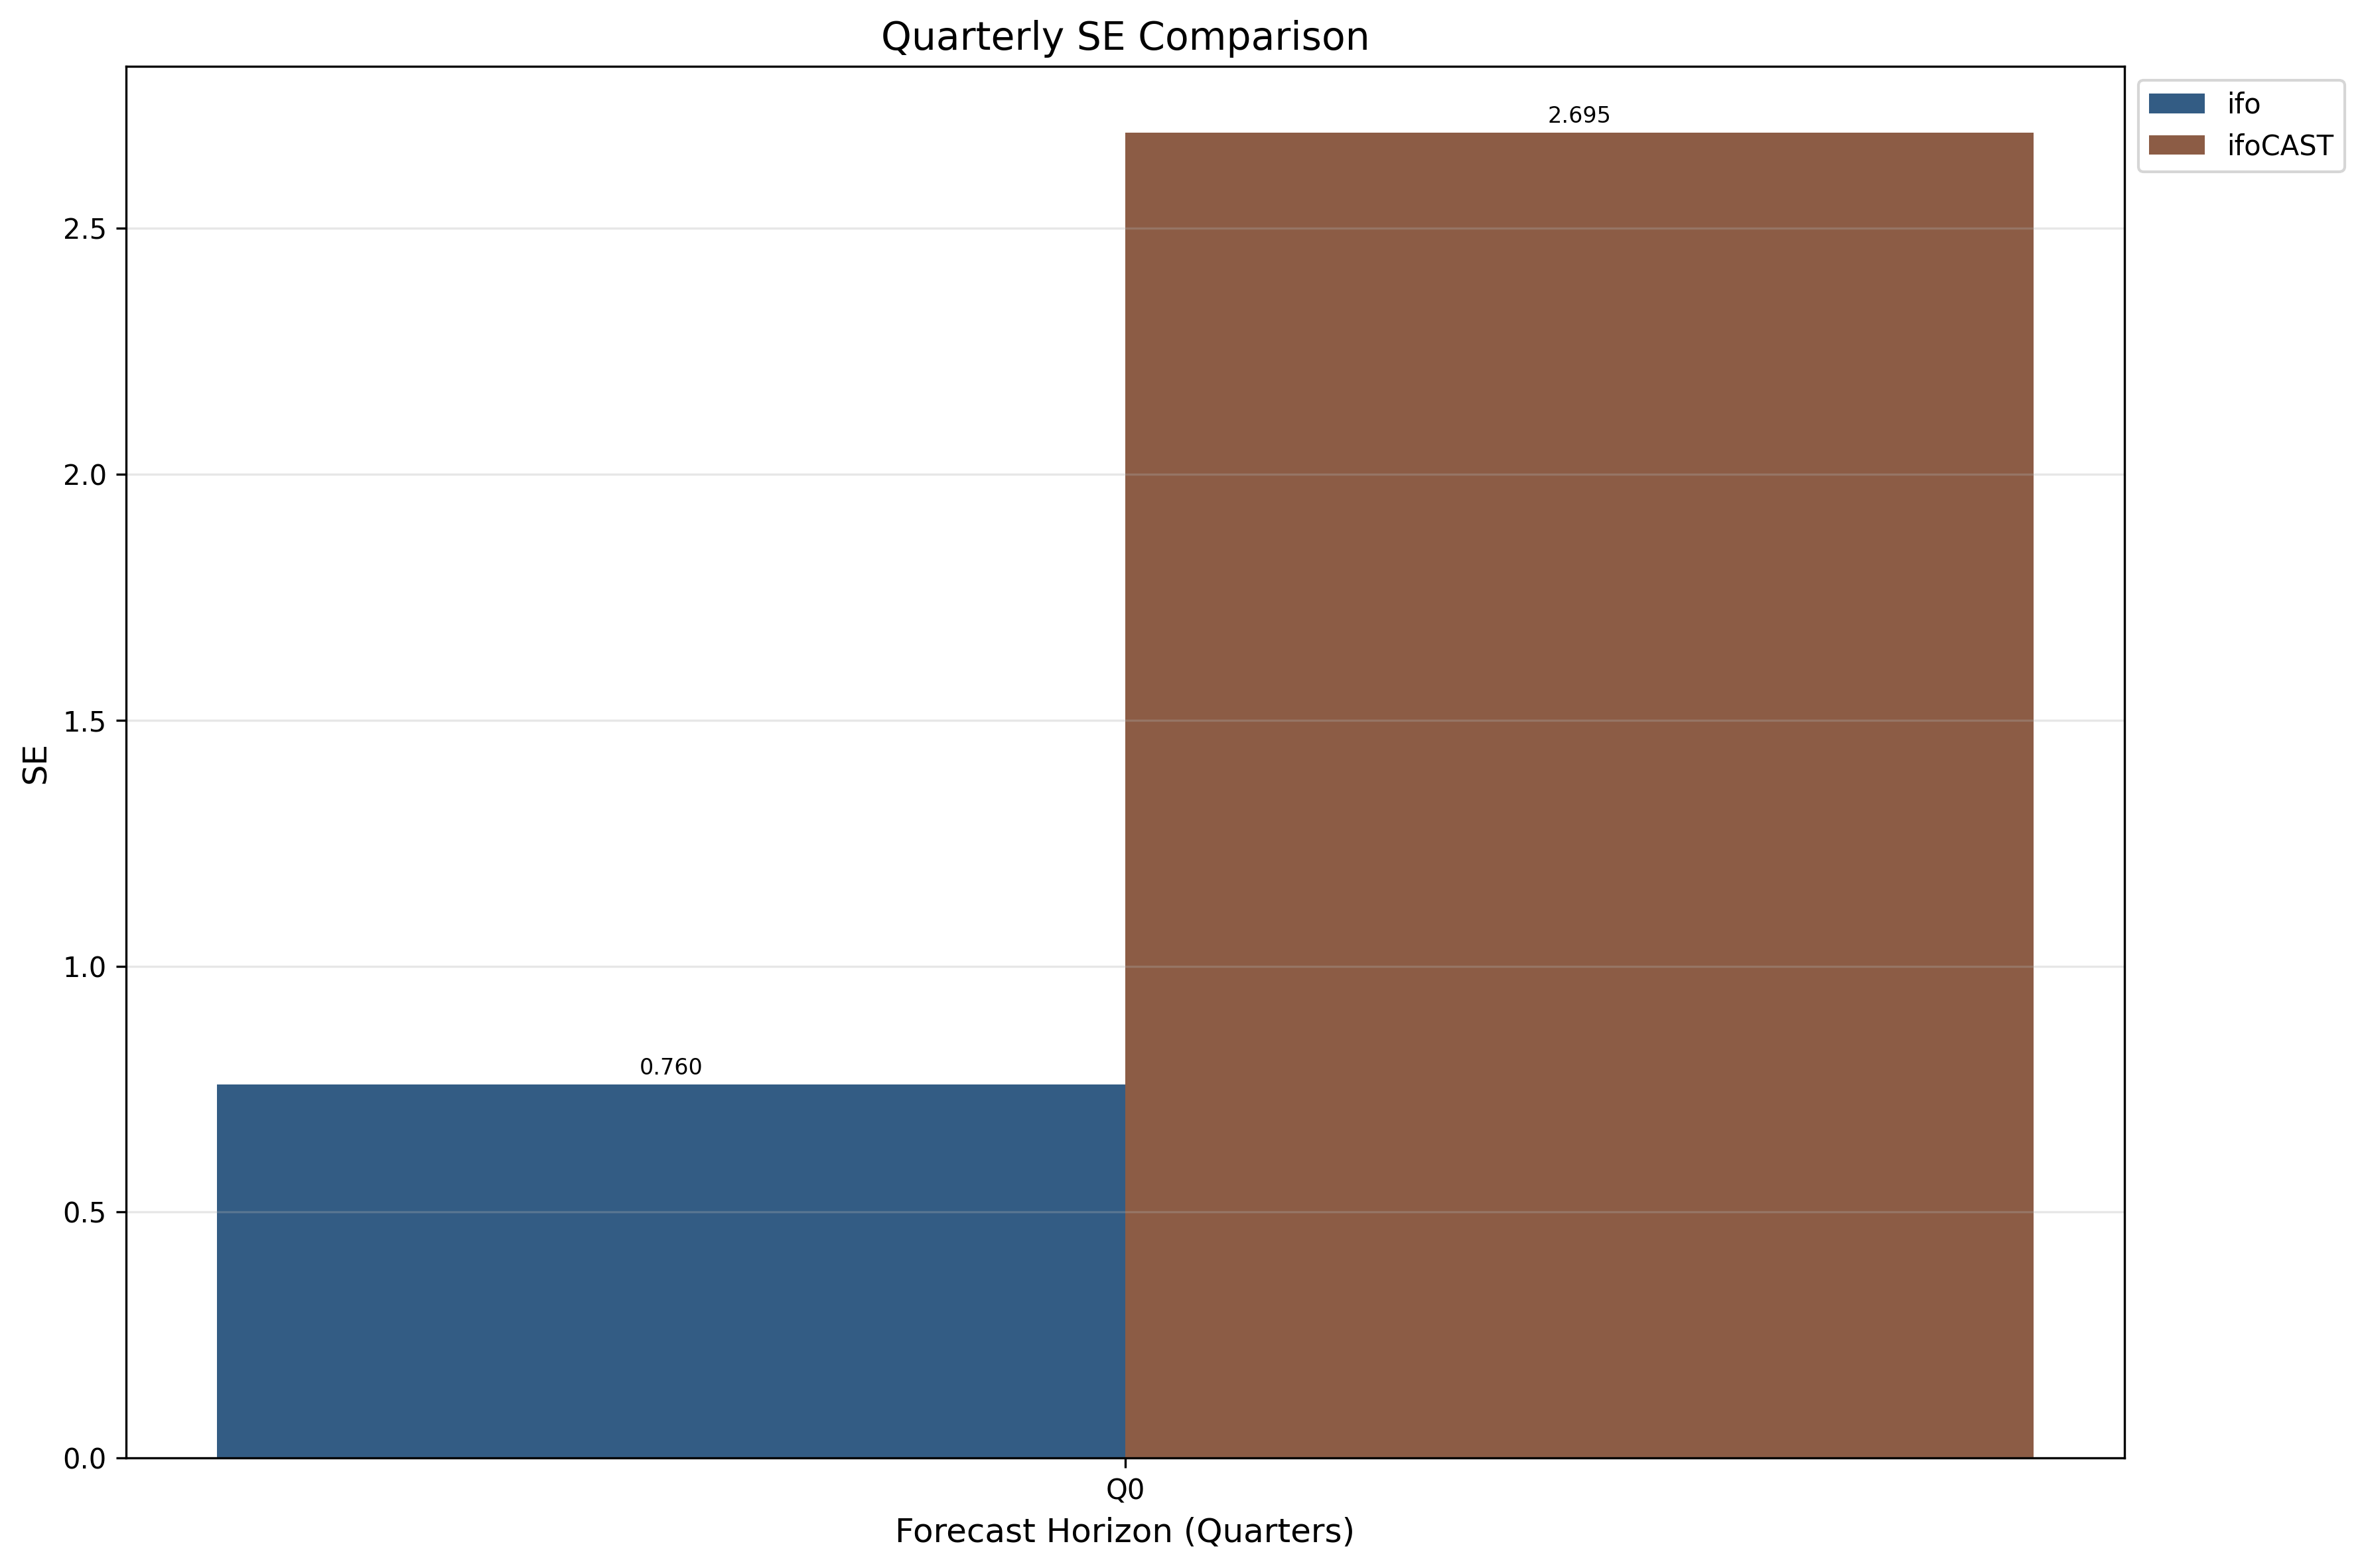 Quarterly SE Comparison
ifo
ifoCAST
2.695
0.760
2.5
2.0
1.5
1.0
0.5
0.0
SE
Q0
Forecast Horizon (Quarters)